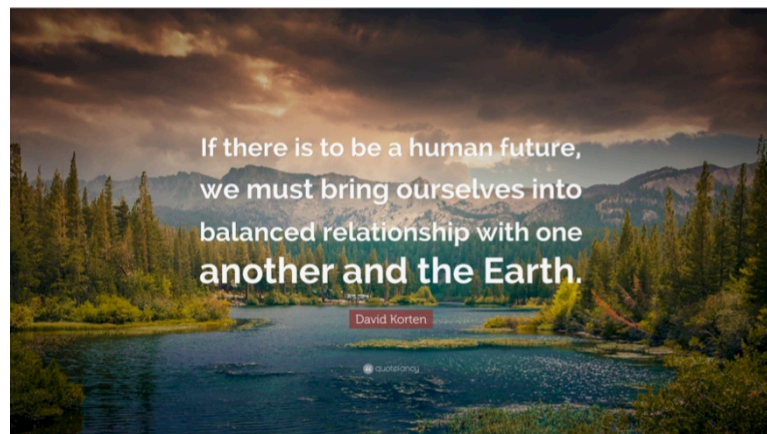 If there is to be a human future,
we must bring ourselves into
balanced relationship with one
another and the Earth.
David Korten
quotefancy